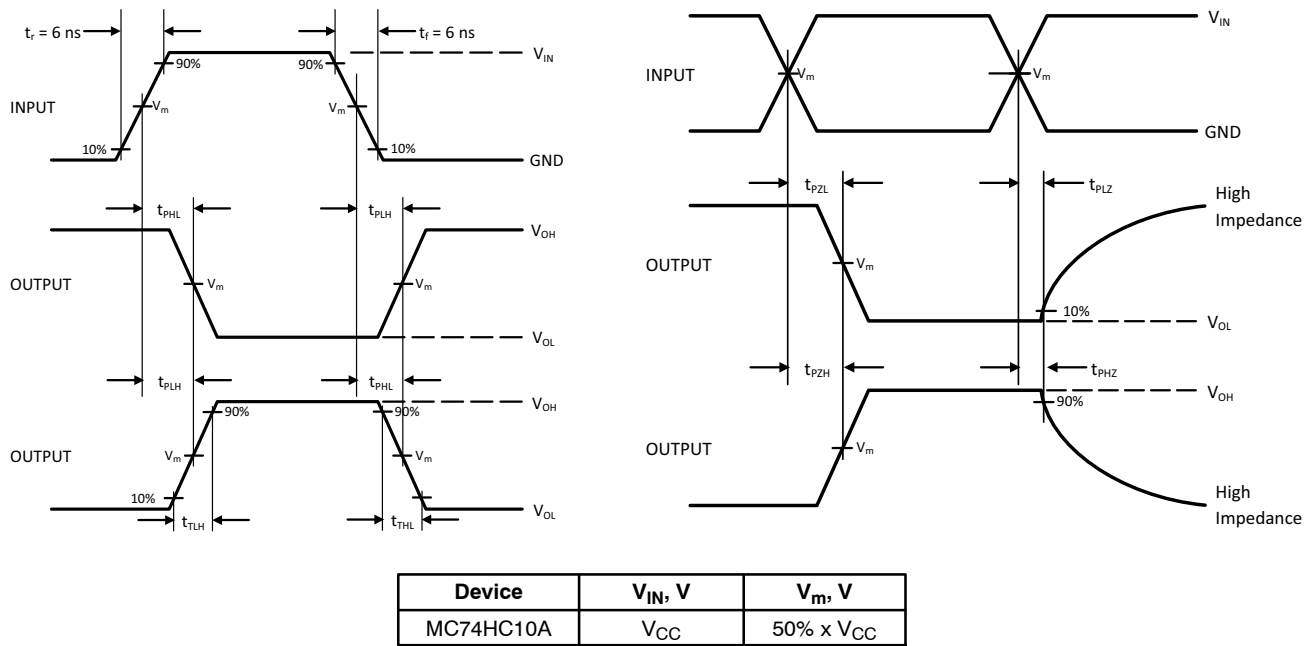 t_r = 6 ns
t_f = 6 ns
V_IN
90%
90%
INPUT
V_m
V_m
10%
10%
GND
t_PHL
t_PLH
V_OH
OUTPUT
V_m
V_m
V_OL
t_PLH
t_PHL
V_OH
90%
90%
OUTPUT
V_m
V_m
10%
V_OL
t_TLH
t_THL
V_IN
INPUT
V_m
V_m
GND
t_PZL
t_PLZ
High
Impedance
OUTPUT
V_m
10%
V_OL
t_PZH
t_PHZ
V_OH
90%
OUTPUT
V_m
High
Impedance
Device V_IN, V V_m, V
MC74HC10A V_CC 50% x V_CC